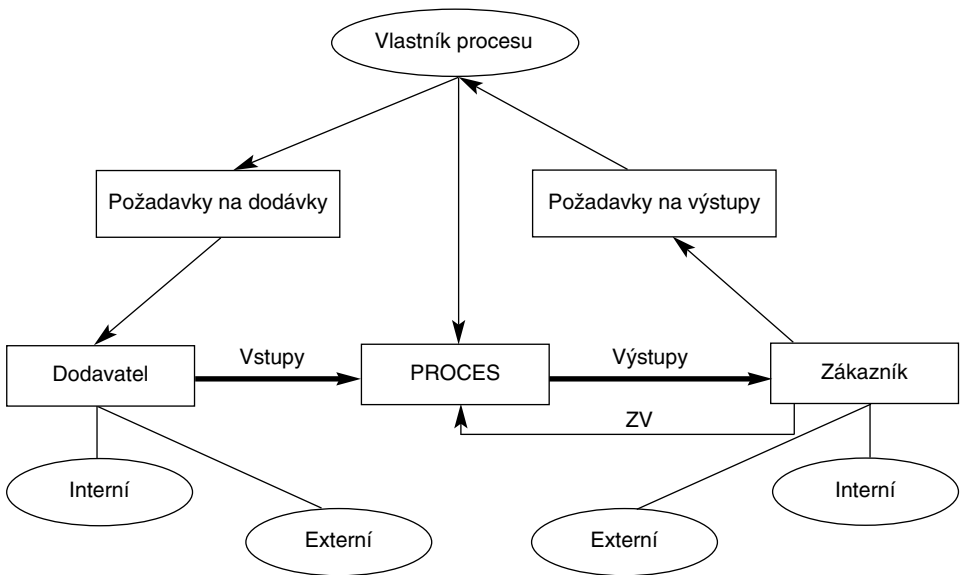 Vlastník procesu
Požadavky na dodávky
Požadavky na výstupy
Dodavatel
Vstupy
PROCES
Výstupy
Zákazník
ZV
Interní
Externí
Externí
Interní